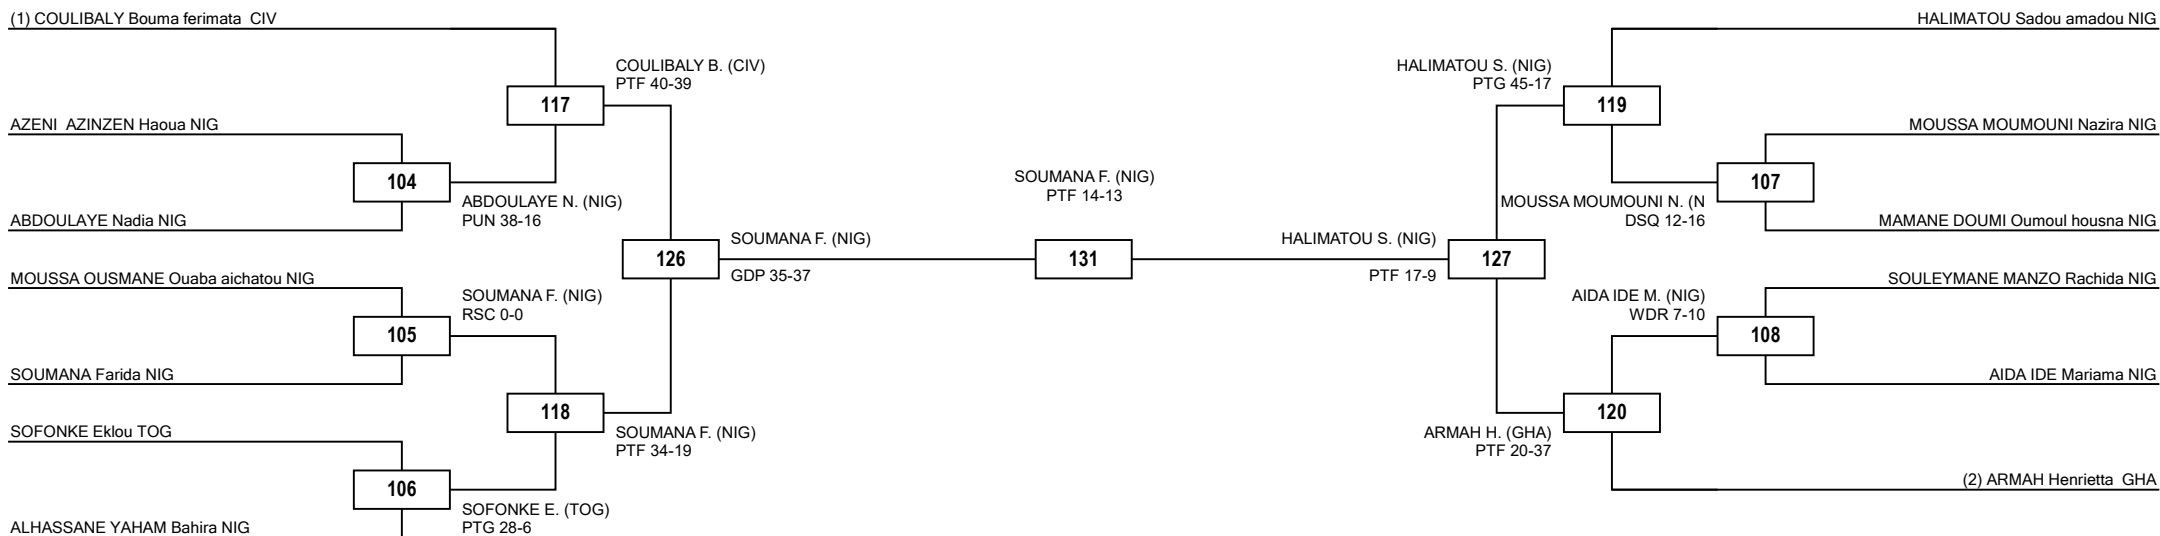 (1) COULIBALY Bouma ferimata  CIV
HALIMATOU Sadou amadou NIG
COULIBALY B. (CIV)
PTF 40-39
HALIMATOU S. (NIG)
PTG 45-17
117
119
AZENI  AZINZEN Haoua NIG
MOUSSA MOUMOUNI Nazira NIG
104
SOUMANA F. (NIG)
PTF 14-13
107
ABDOULAYE N. (NIG)
PUN 38-16
MOUSSA MOUMOUNI N. (N
DSQ 12-16
ABDOULAYE Nadia NIG
MAMANE DOUMI Oumoul housna NIG
126
SOUMANA F. (NIG)
GDP 35-37
131
HALIMATOU S. (NIG)
PTF 17-9
127
MOUSSA OUSMANE Ouaba aichatou NIG
SOULEYMANE MANZO Rachida NIG
SOUMANA F. (NIG)
RSC 0-0
AIDA IDE M. (NIG)
WDR 7-10
105
108
SOUMANA Farida NIG
AIDA IDE Mariama NIG
118
120
SOFONKE Eklou TOG
SOUMANA F. (NIG)
PTF 34-19
ARMAH H. (GHA)
PTF 20-37
106
(2) ARMAH Henrietta  GHA
SOFONKE E. (TOG)
PTG 28-6
ALHASSANE YAHAM Bahira NIG